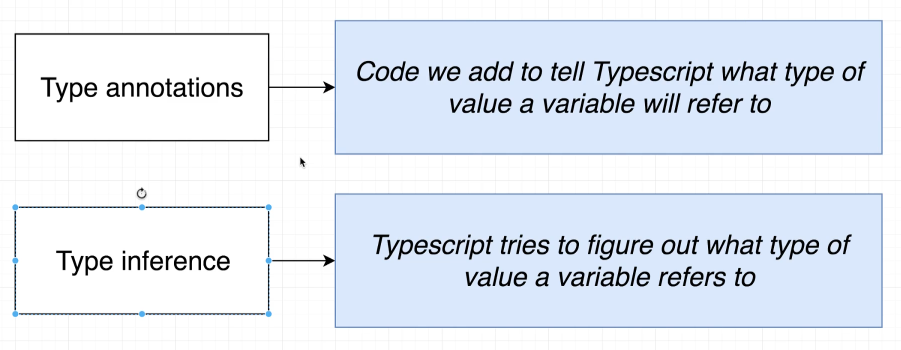 Type annotations
Code we add to tell Typescript what type of
value a variable will refer to
Type inference
Typescript tries to figure out what type of
value a variable refers to